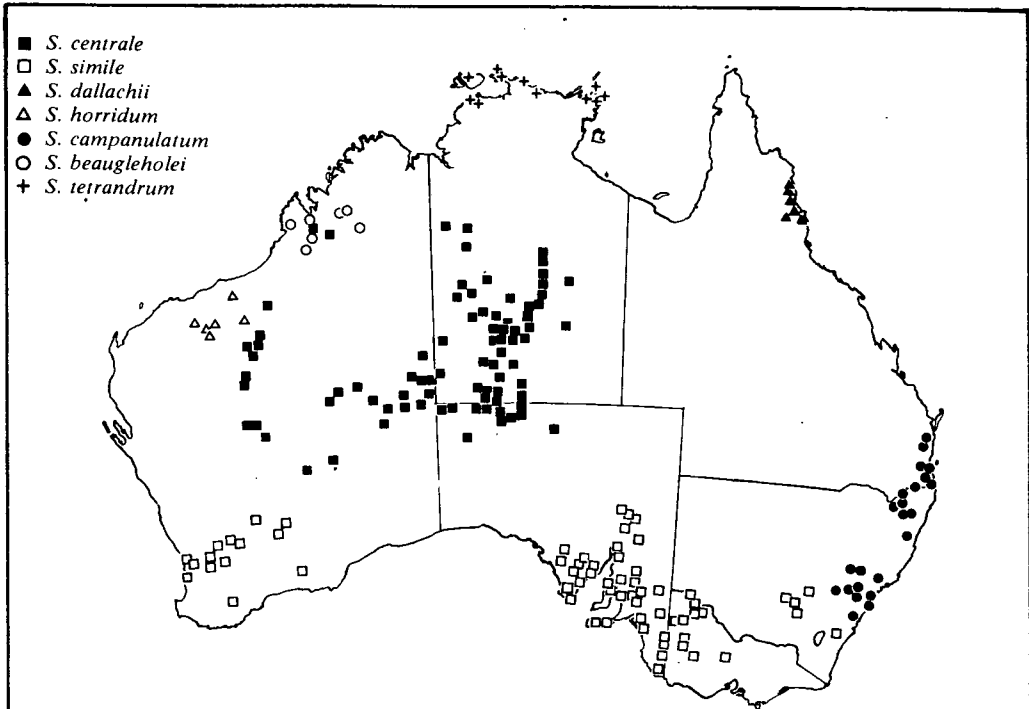 ■ S. centrale
□ S. simile
▲ S. dallachii
△ S. horridum
● S. campanulatum
○ S. beaugleholei
+ S. tetrandrum